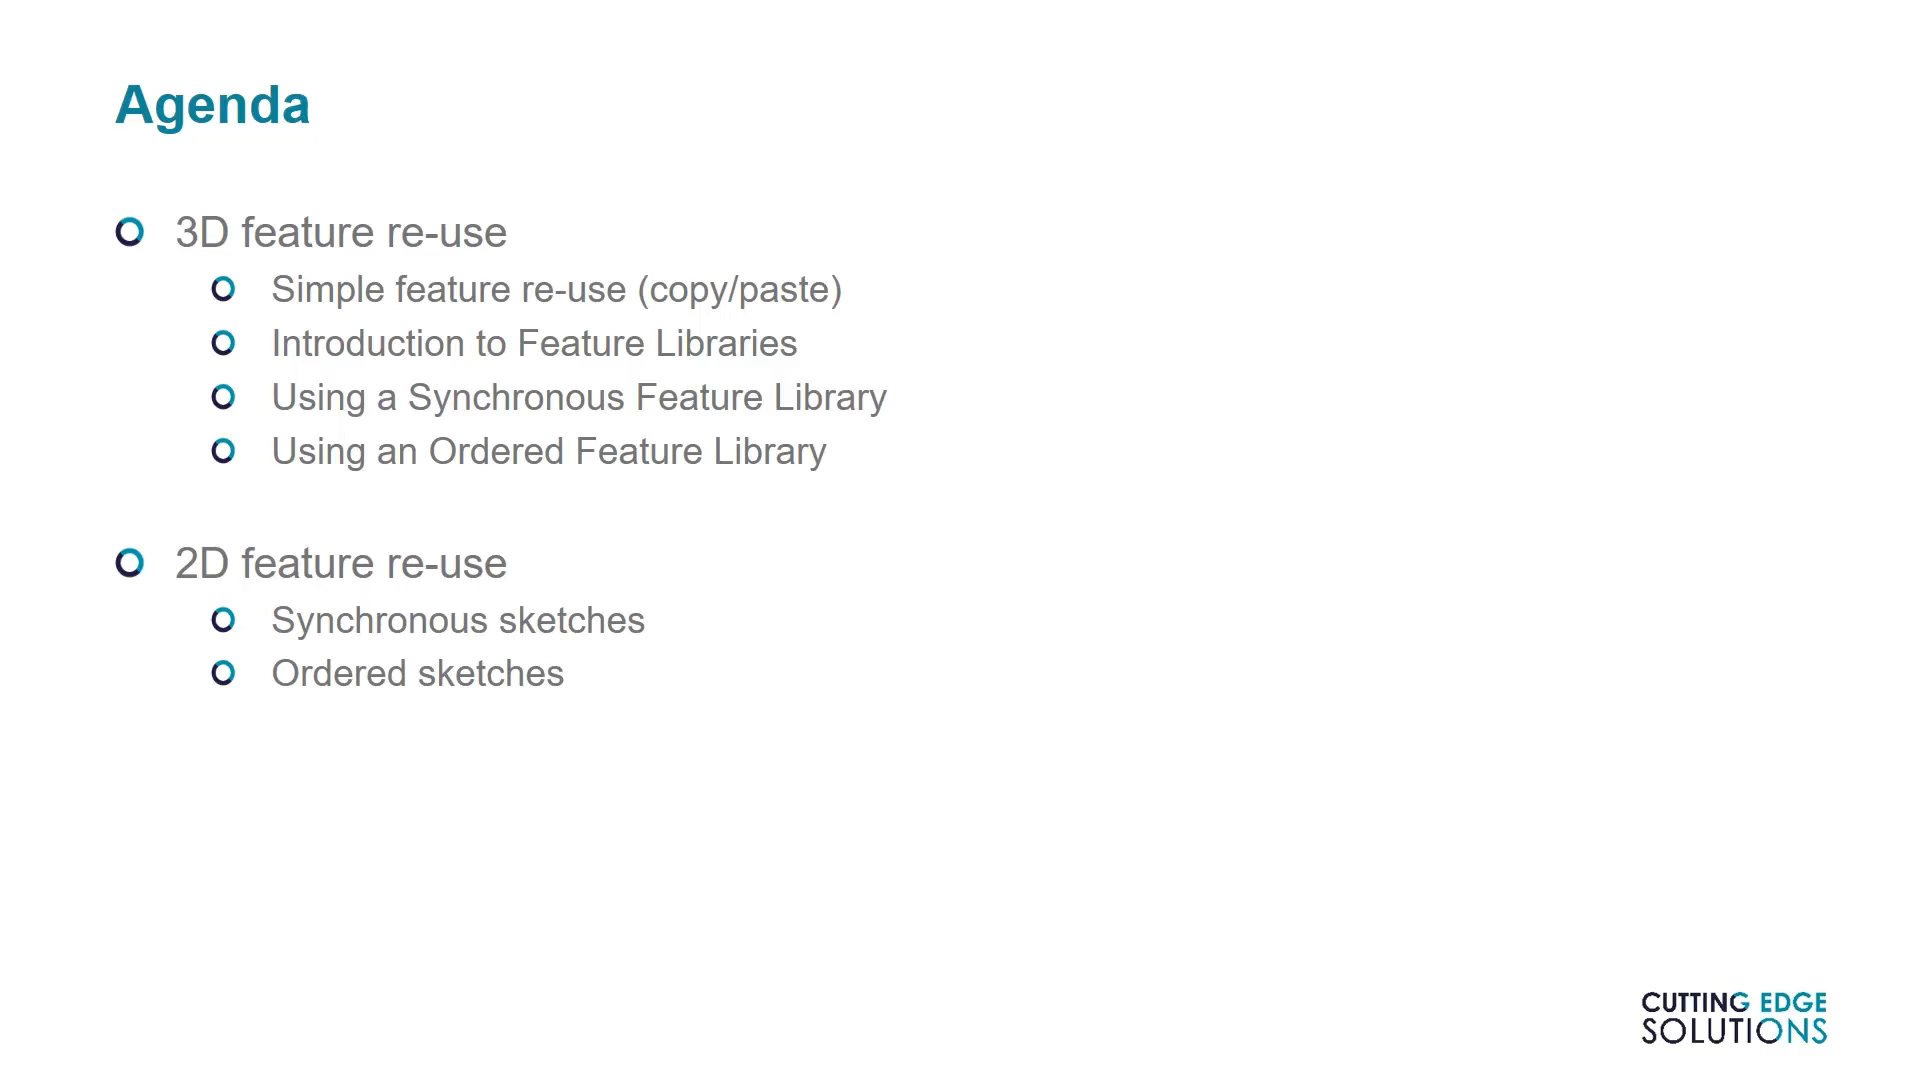 Agenda
3D feature re-use
Simple feature re-use (copy/paste)
Introduction to Feature Libraries
Using a Synchronous Feature Library
Using an Ordered Feature Library
2D feature re-use
Synchronous sketches
Ordered sketches
CUTTING EDGE
SOLUTIONS